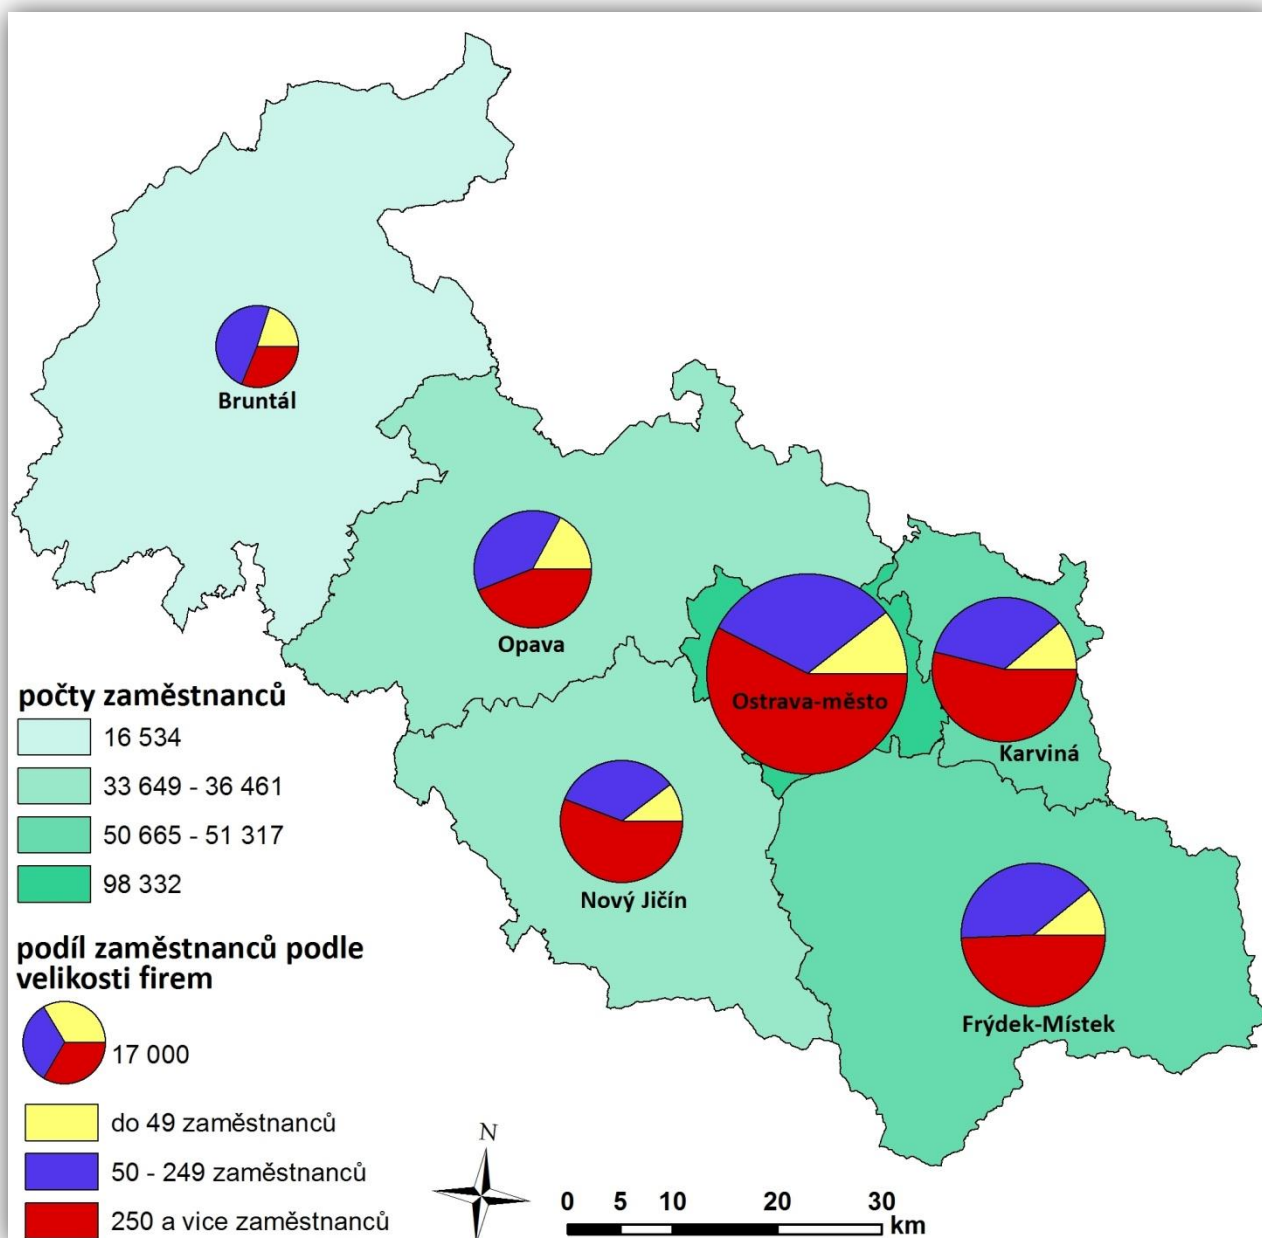 Bruntál
Opava
Ostrava-město
Karviná
Nový Jičín
Frýdek-Místek
počty zaměstnanců
16 534
33 649 - 36 461
50 665 - 51 317
98 332
podíl zaměstnanců podle
velikosti firem
17 000
do 49 zaměstnanců
50 - 249 zaměstnanců
250 a vice zaměstnanců
N
0 5 10 20 30
km